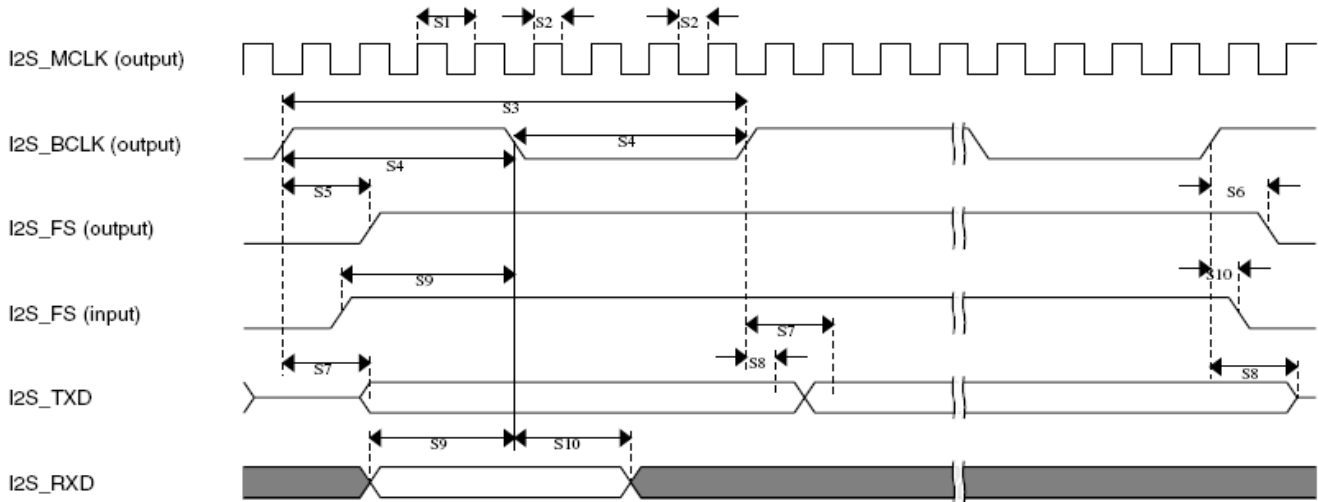 S1 S2 S2
I2S_MCLK (output)
S3
I2S_BCLK (output) S4
S4
S5 S6
I2S_FS (output)
S9 S10
I2S_FS (input)
S7
S7 S8 S8
I2S_TXD
S9 S10
I2S_RXD